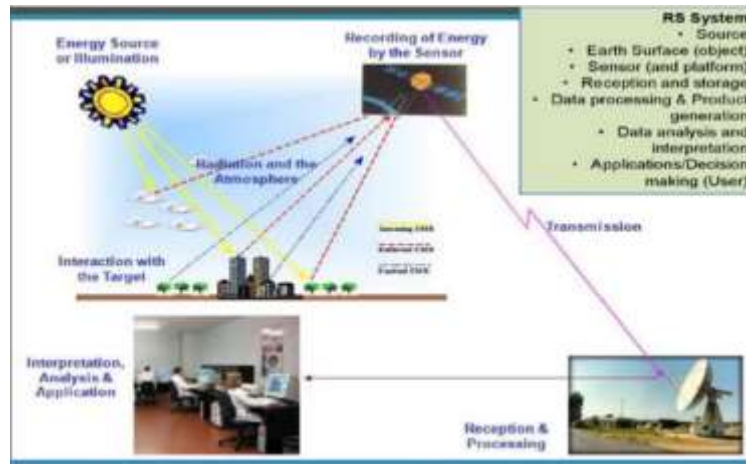 Energy Source
or Illumination
Recording of Energy
by the Sensor
RS System
• Source
• Earth Surface (object)
• Sensor (and platform)
• Reception and storage
• Data processing & Product
generation
• Data analysis and
interpretation
• Applications/Decision
making (User)
Radiation and the
Atmosphere
Transmission
Interaction with
the Target
Interpretation,
Analysis &
Application
Reception &
Processing